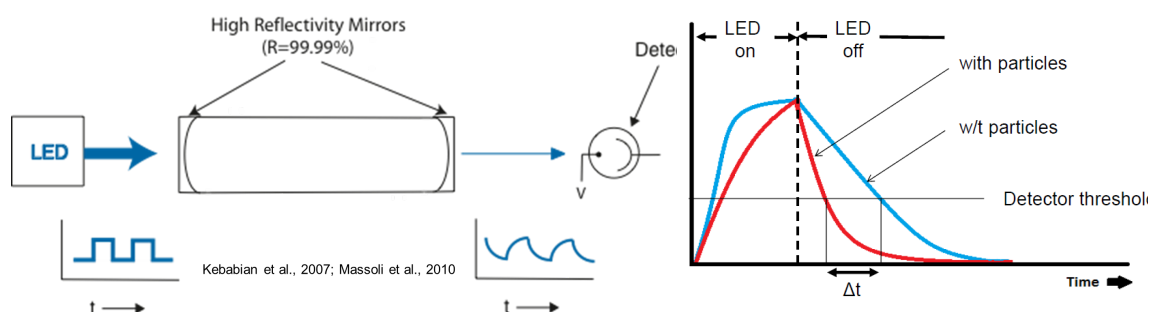 High Reflectivity Mirrors
(R=99.99%)
Dete
LED
V
t
Kebabian et al., 2007; Massoli et al., 2010
t
LED
on
LED
off
with particles
w/t particles
Detector threshol
Δt
Time